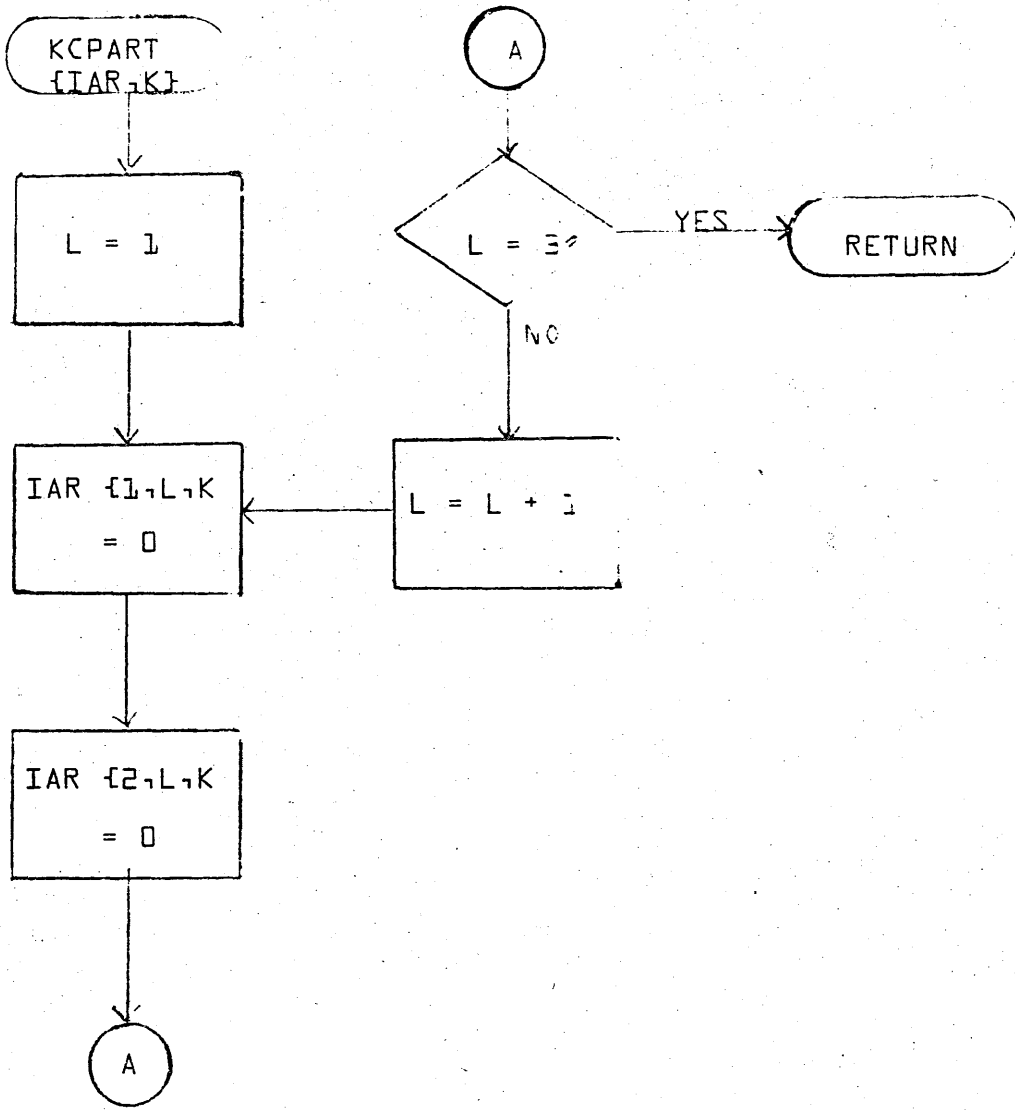 KCPART
{IAR,K}
L = 1
IAR {1,L,K
= 0
IAR {2,L,K
= 0
A
A
L = 3?
YES
RETURN
NO
L = L + 1